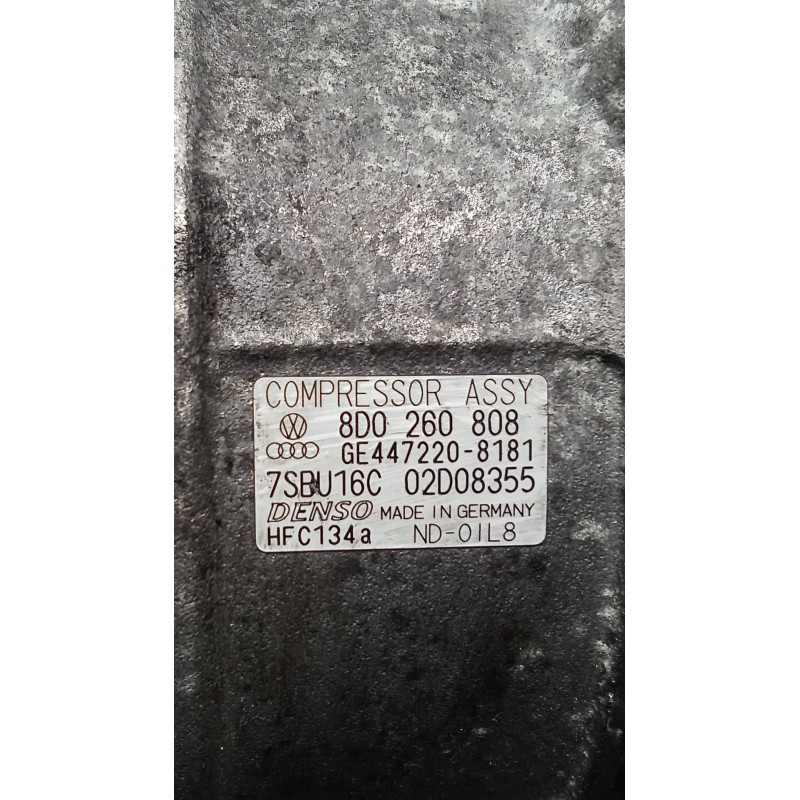 COMPRESSOR ASSY
8D0 260 808
GE447220-8181
7SBU16C 02D08355
DENSO MADE IN GERMANY
HFC134a ND-OIL8